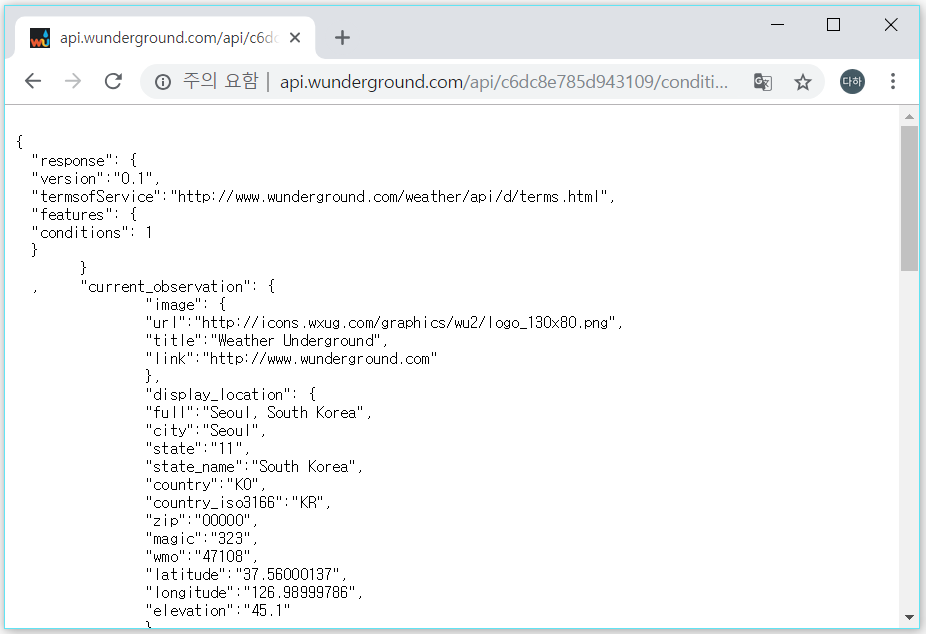 api.wunderground.com/api/c6dc
주의 요함 | api.wunderground.com/api/c6dc8e785d943109/conditi...
다하
{
"response": {
"version":"0.1",
"termsofService":"http://www.wunderground.com/weather/api/d/terms.html",
"features": {
"conditions": 1
}
}
, "current_observation": {
"image": {
"url":"http://icons.wxug.com/graphics/wu2/logo_130x80.png",
"title":"Weather Underground",
"link":"http://www.wunderground.com"
},
"display_location": {
"full":"Seoul, South Korea",
"city":"Seoul",
"state":"11",
"state_name":"South Korea",
"country":"KO",
"country_iso3166":"KR",
"zip":"00000",
"magic":"323",
"wmo":"47108",
"latitude":"37.56000137",
"longitude":"126.98999786",
"elevation":"45.1"
}